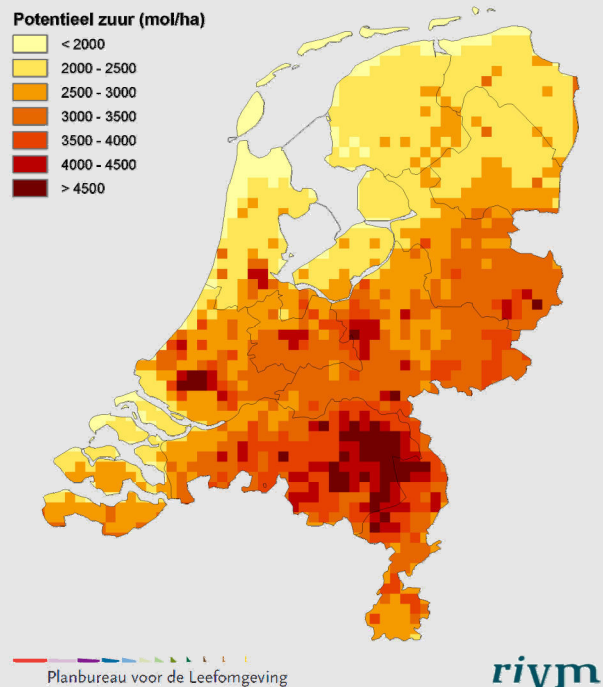 Potentieel zuur (mol/ha)
< 2000
2000 - 2500
2500 - 3000
3000 - 3500
3500 - 4000
4000 - 4500
> 4500
Planbureau voor de Leefomgeving
rivm